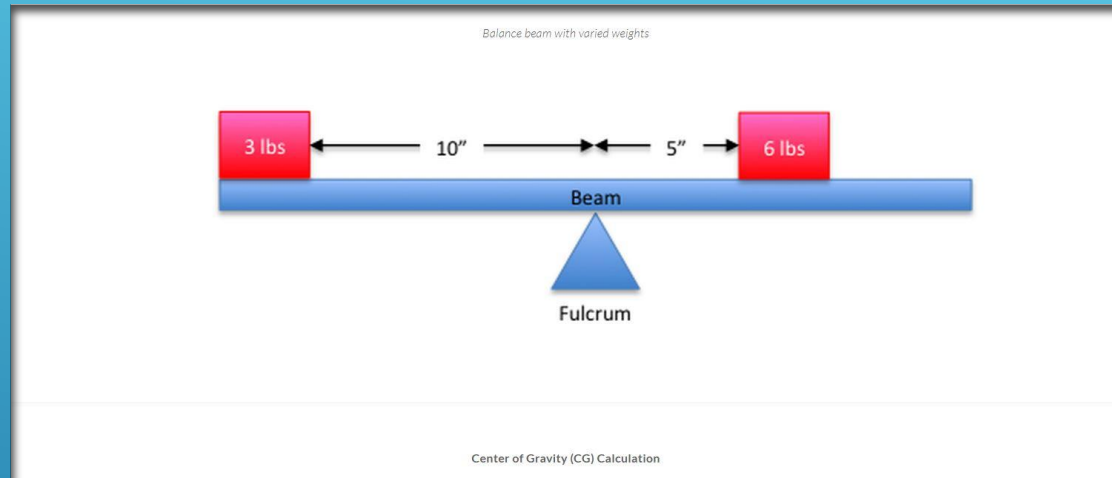 Balance beam with varied weights
3 lbs 10” 5” 6 lbs
Beam
Fulcrum
Center of Gravity (CG) Calculation